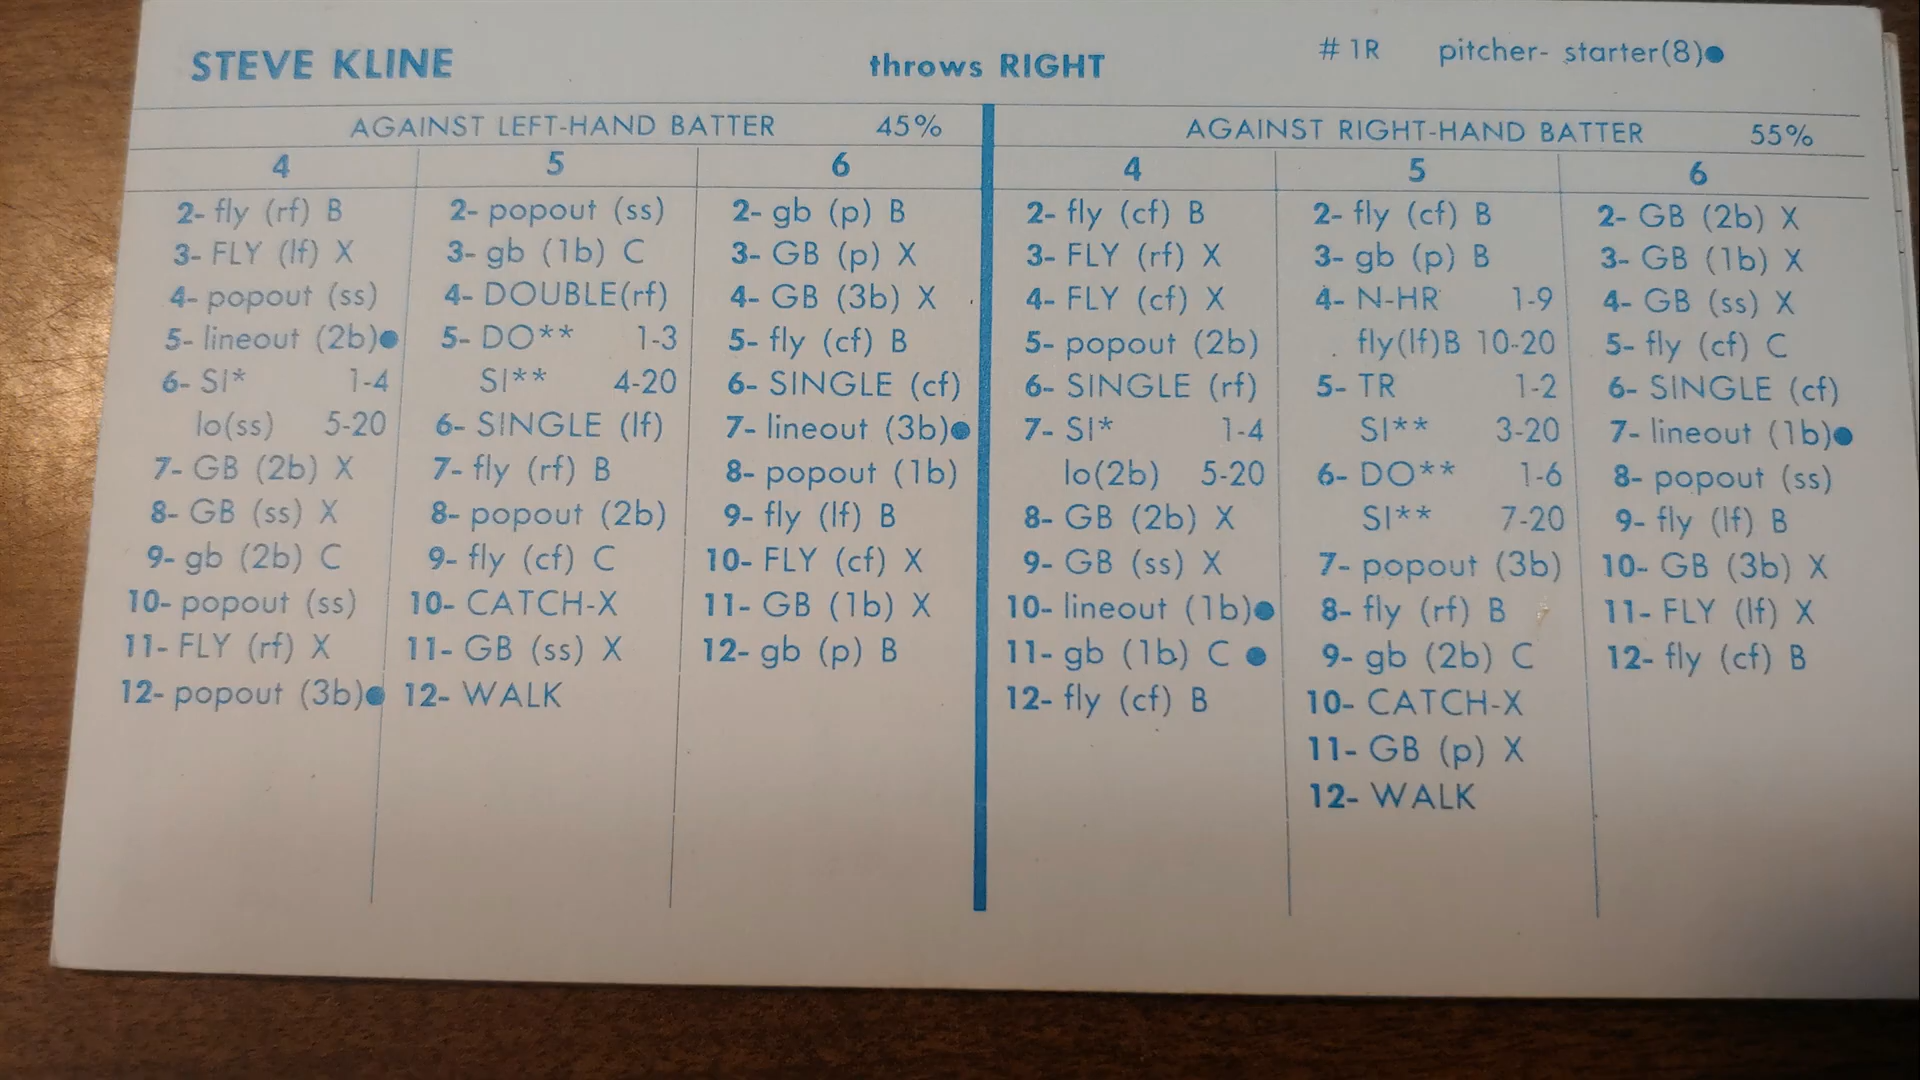 STEVE KLINE throws RIGHT # 1R pitcher- starter(8)●
AGAINST LEFT-HAND BATTER 45%
4
2- fly (rf) B
3- FLY (lf) X
4- popout (ss)
5- lineout (2b)●
6- SI* 1-4
lo(ss) 5-20
7- GB (2b) X
8- GB (ss) X
9- gb (2b) C
10- popout (ss)
11- FLY (rf) X
12- popout (3b)●
5
2- popout (ss)
3- gb (1b) C
4- DOUBLE(rf)
5- DO** 1-3
SI** 4-20
6- SINGLE (lf)
7- fly (rf) B
8- popout (2b)
9- fly (cf) C
10- CATCH-X
11- GB (ss) X
12- WALK
6
2- gb (p) B
3- GB (p) X
4- GB (3b) X
5- fly (cf) B
6- SINGLE (cf)
7- lineout (3b)●
8- popout (1b)
9- fly (lf) B
10- FLY (cf) X
11- GB (1b) X
12- gb (p) B
AGAINST RIGHT-HAND BATTER 55%
4
2- fly (cf) B
3- FLY (rf) X
4- FLY (cf) X
5- popout (2b)
6- SINGLE (rf)
7- SI* 1-4
lo(2b) 5-20
8- GB (2b) X
9- GB (ss) X
10- lineout (1b)●
11- gb (1b) C ●
12- fly (cf) B
5
2- fly (cf) B
3- gb (p) B
4- N-HR 1-9
fly(lf)B 10-20
5- TR 1-2
SI** 3-20
6- DO** 1-6
SI** 7-20
7- popout (3b)
8- fly (rf) B
9- gb (2b) C
10- CATCH-X
11- GB (p) X
12- WALK
6
2- GB (2b) X
3- GB (1b) X
4- GB (ss) X
5- fly (cf) C
6- SINGLE (cf)
7- lineout (1b)●
8- popout (ss)
9- fly (lf) B
10- GB (3b) X
11- FLY (lf) X
12- fly (cf) B